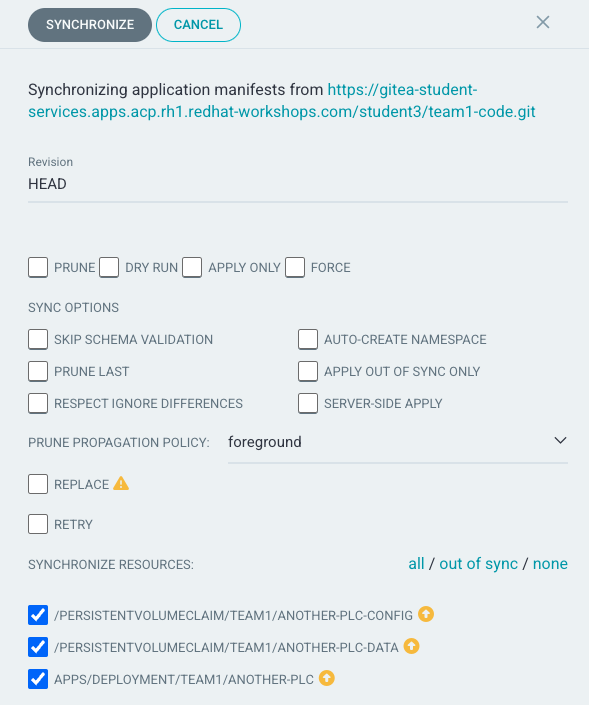 SYNCHRONIZE CANCEL
Synchronizing application manifests from https://gitea-student-
services.apps.acp.rh1.redhat-workshops.com/student3/team1-code.git
Revision
HEAD
PRUNE DRY RUN APPLY ONLY FORCE
SYNC OPTIONS
SKIP SCHEMA VALIDATION AUTO-CREATE NAMESPACE
PRUNE LAST APPLY OUT OF SYNC ONLY
RESPECT IGNORE DIFFERENCES SERVER-SIDE APPLY
PRUNE PROPAGATION POLICY: foreground
REPLACE
RETRY
SYNCHRONIZE RESOURCES: all / out of sync / none
/PERSISTENTVOLUMECLAIM/TEAM1/ANOTHER-PLC-CONFIG
/PERSISTENTVOLUMECLAIM/TEAM1/ANOTHER-PLC-DATA
APPS/DEPLOYMENT/TEAM1/ANOTHER-PLC